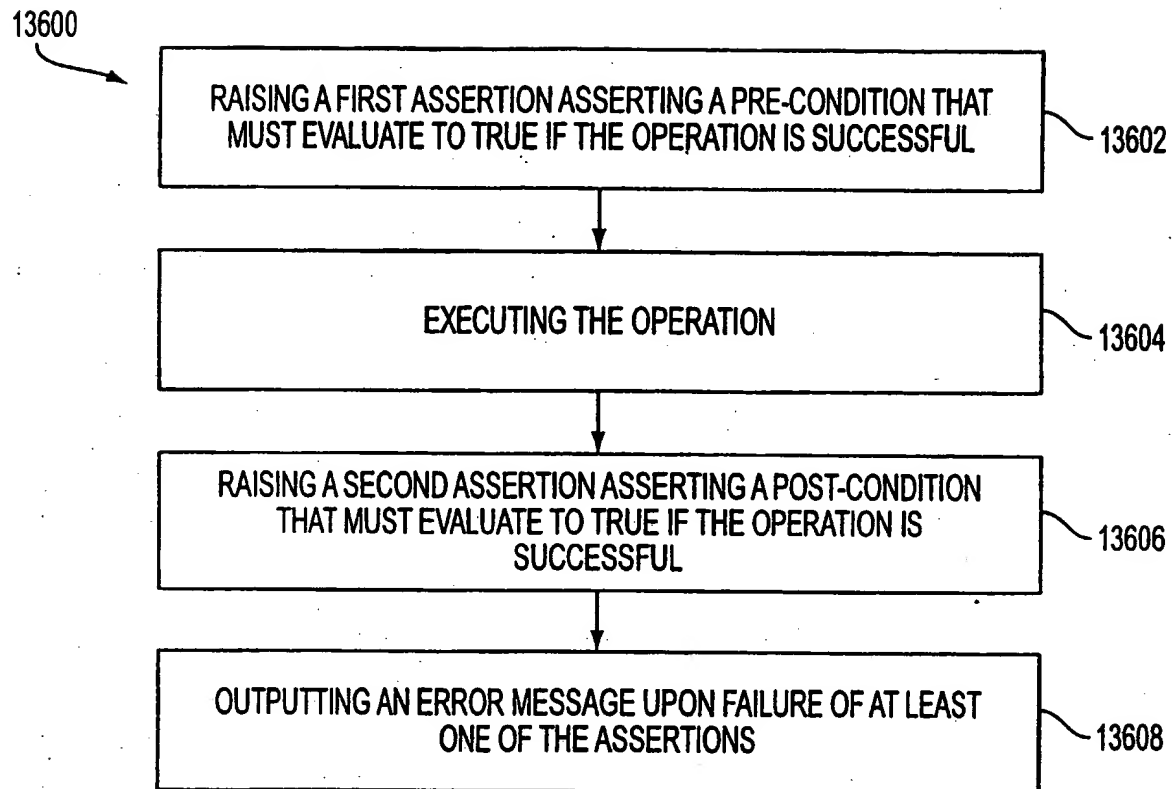 13600
RAISING A FIRST ASSERTION ASSERTING A PRE-CONDITION THAT
MUST EVALUATE TO TRUE IF THE OPERATION IS SUCCESSFUL
13602
EXECUTING THE OPERATION
13604
RAISING A SECOND ASSERTION ASSERTING A POST-CONDITION
THAT MUST EVALUATE TO TRUE IF THE OPERATION IS
SUCCESSFUL
13606
OUTPUTTING AN ERROR MESSAGE UPON FAILURE OF AT LEAST
ONE OF THE ASSERTIONS
13608